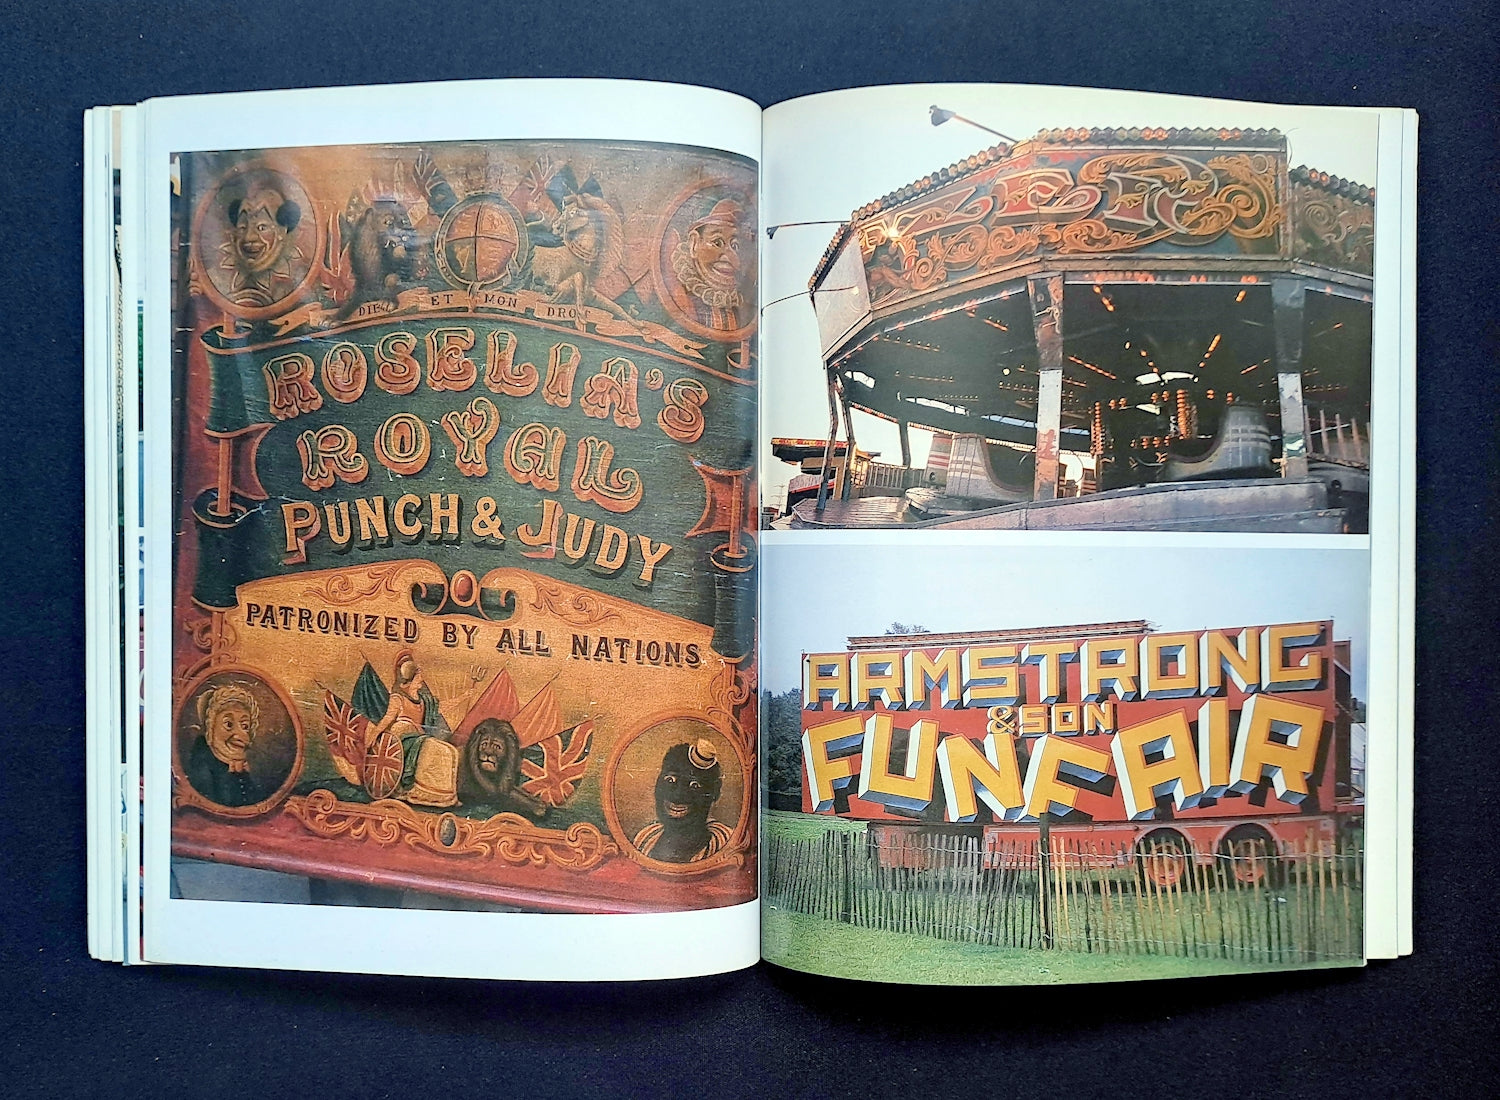 DIEU ET MON DROIT
ROSELIA'S
ROYAL
PUNCH & JUDY
PATRONIZED BY ALL NATIONS
ARMSTRONG
& SON
FUNFAIR